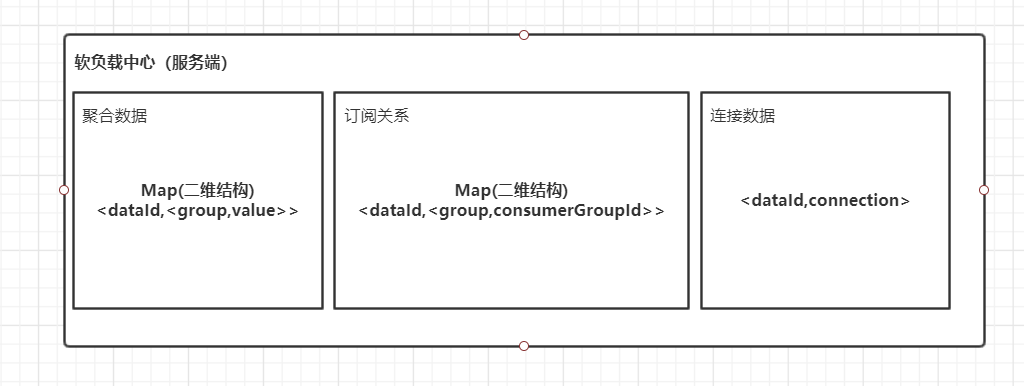 软负载中心（服务端）
聚合数据
Map(二维结构)
<dataId,<group,value>>
订阅关系
Map(二维结构)
<dataId,<group,consumerGroupId>>
连接数据
<dataId,connection>